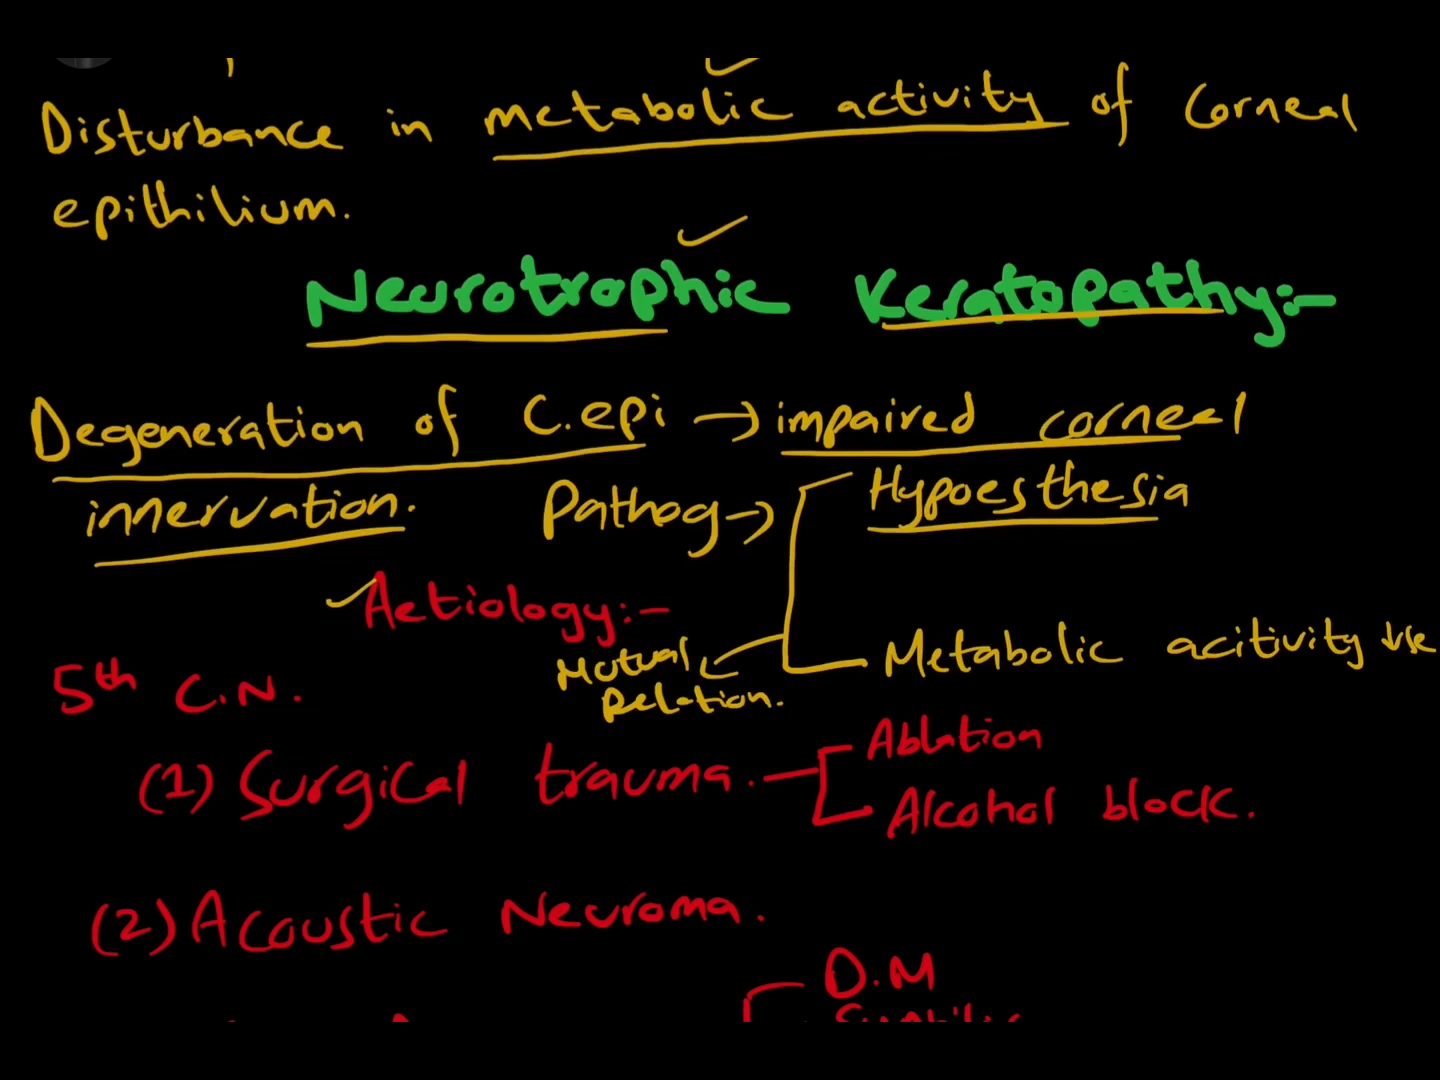 Disturbance in metabolic activity of Corneal
epithilium.
Neurotrophic Keratopathy:-
Degeneration of C.epi → impaired corneal
innervation. Pathog → Hypoesthesia
Aetiology:-
Mutual Relation. Metabolic acitivity ↓se
5th C.N.
(1) Surgical trauma. Ablation
Alcohol block.
(2) Acoustic Neuroma.
D.M